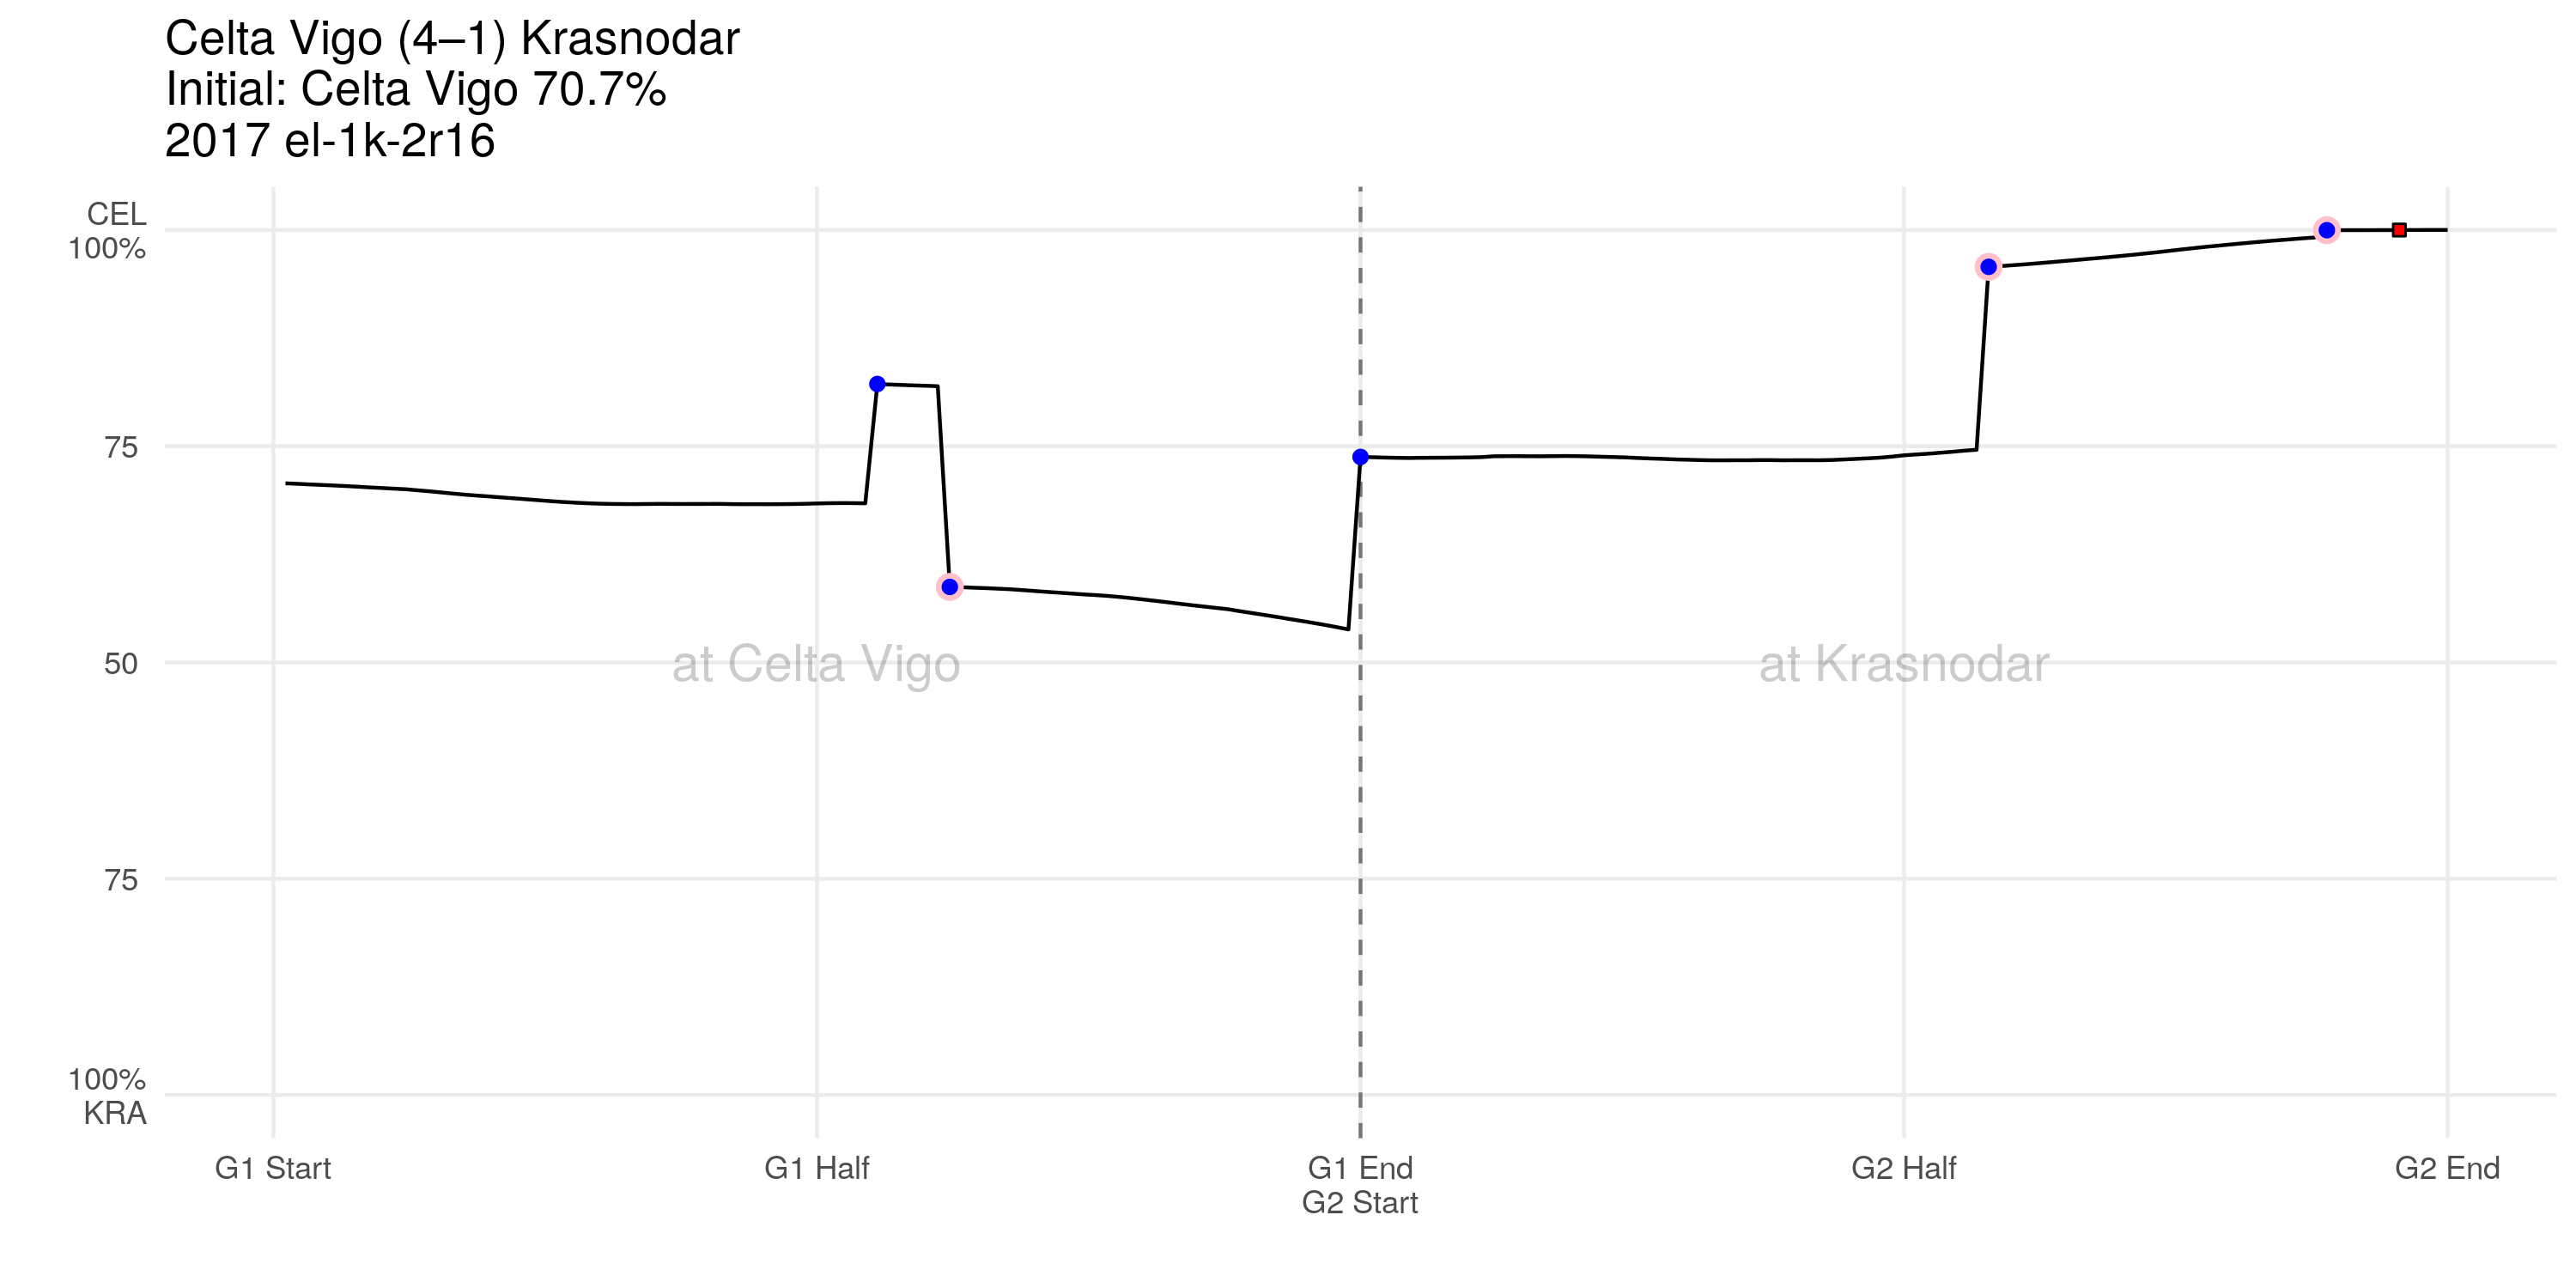 Celta Vigo (4–1) Krasnodar
Initial: Celta Vigo 70.7%
2017 el-1k-2r16
CEL
100%
75
50
75
100%
KRA
at Celta Vigo
at Krasnodar
G1 Start
G1 Half
G1 End
G2 Start
G2 Half
G2 End